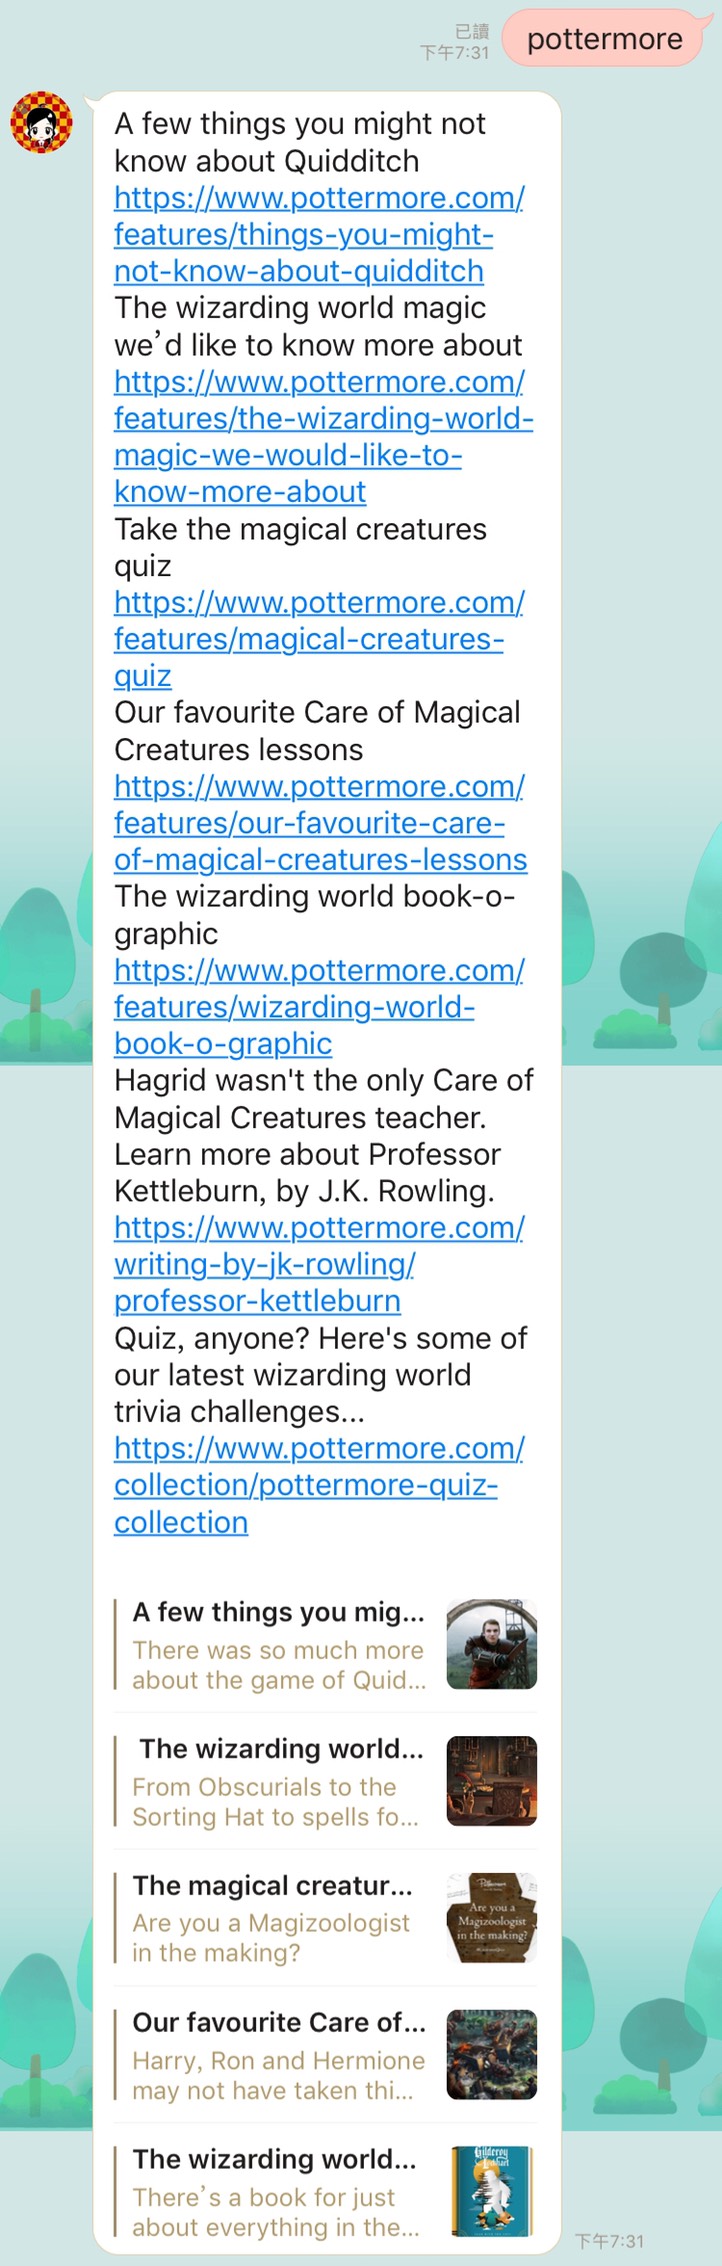 已讀
下午7:31
pottermore
A few things you might not
know about Quidditch
https://www.pottermore.com/
features/things-you-might-
not-know-about-quidditch
The wizarding world magic
we’d like to know more about
https://www.pottermore.com/
features/the-wizarding-world-
magic-we-would-like-to-
know-more-about
Take the magical creatures
quiz
https://www.pottermore.com/
features/magical-creatures-
quiz
Our favourite Care of Magical
Creatures lessons
https://www.pottermore.com/
features/our-favourite-care-
of-magical-creatures-lessons
The wizarding world book-o-
graphic
https://www.pottermore.com/
features/wizarding-world-
book-o-graphic
Hagrid wasn't the only Care of
Magical Creatures teacher.
Learn more about Professor
Kettleburn, by J.K. Rowling.
https://www.pottermore.com/
writing-by-jk-rowling/
professor-kettleburn
Quiz, anyone? Here's some of
our latest wizarding world
trivia challenges...
https://www.pottermore.com/
collection/pottermore-quiz-
collection
A few things you mig...
There was so much more
about the game of Quid...
The wizarding world...
From Obscurials to the
Sorting Hat to spells fo...
The magical creatur...
Are you a Magizoologist
in the making?
Pottermore
Are you a
Magizoologist
in the making?
Our favourite Care of...
Harry, Ron and Hermione
may not have taken thi...
The wizarding world...
There’s a book for just
about everything in the...
Gilderoy
Lockhart
下午7:31